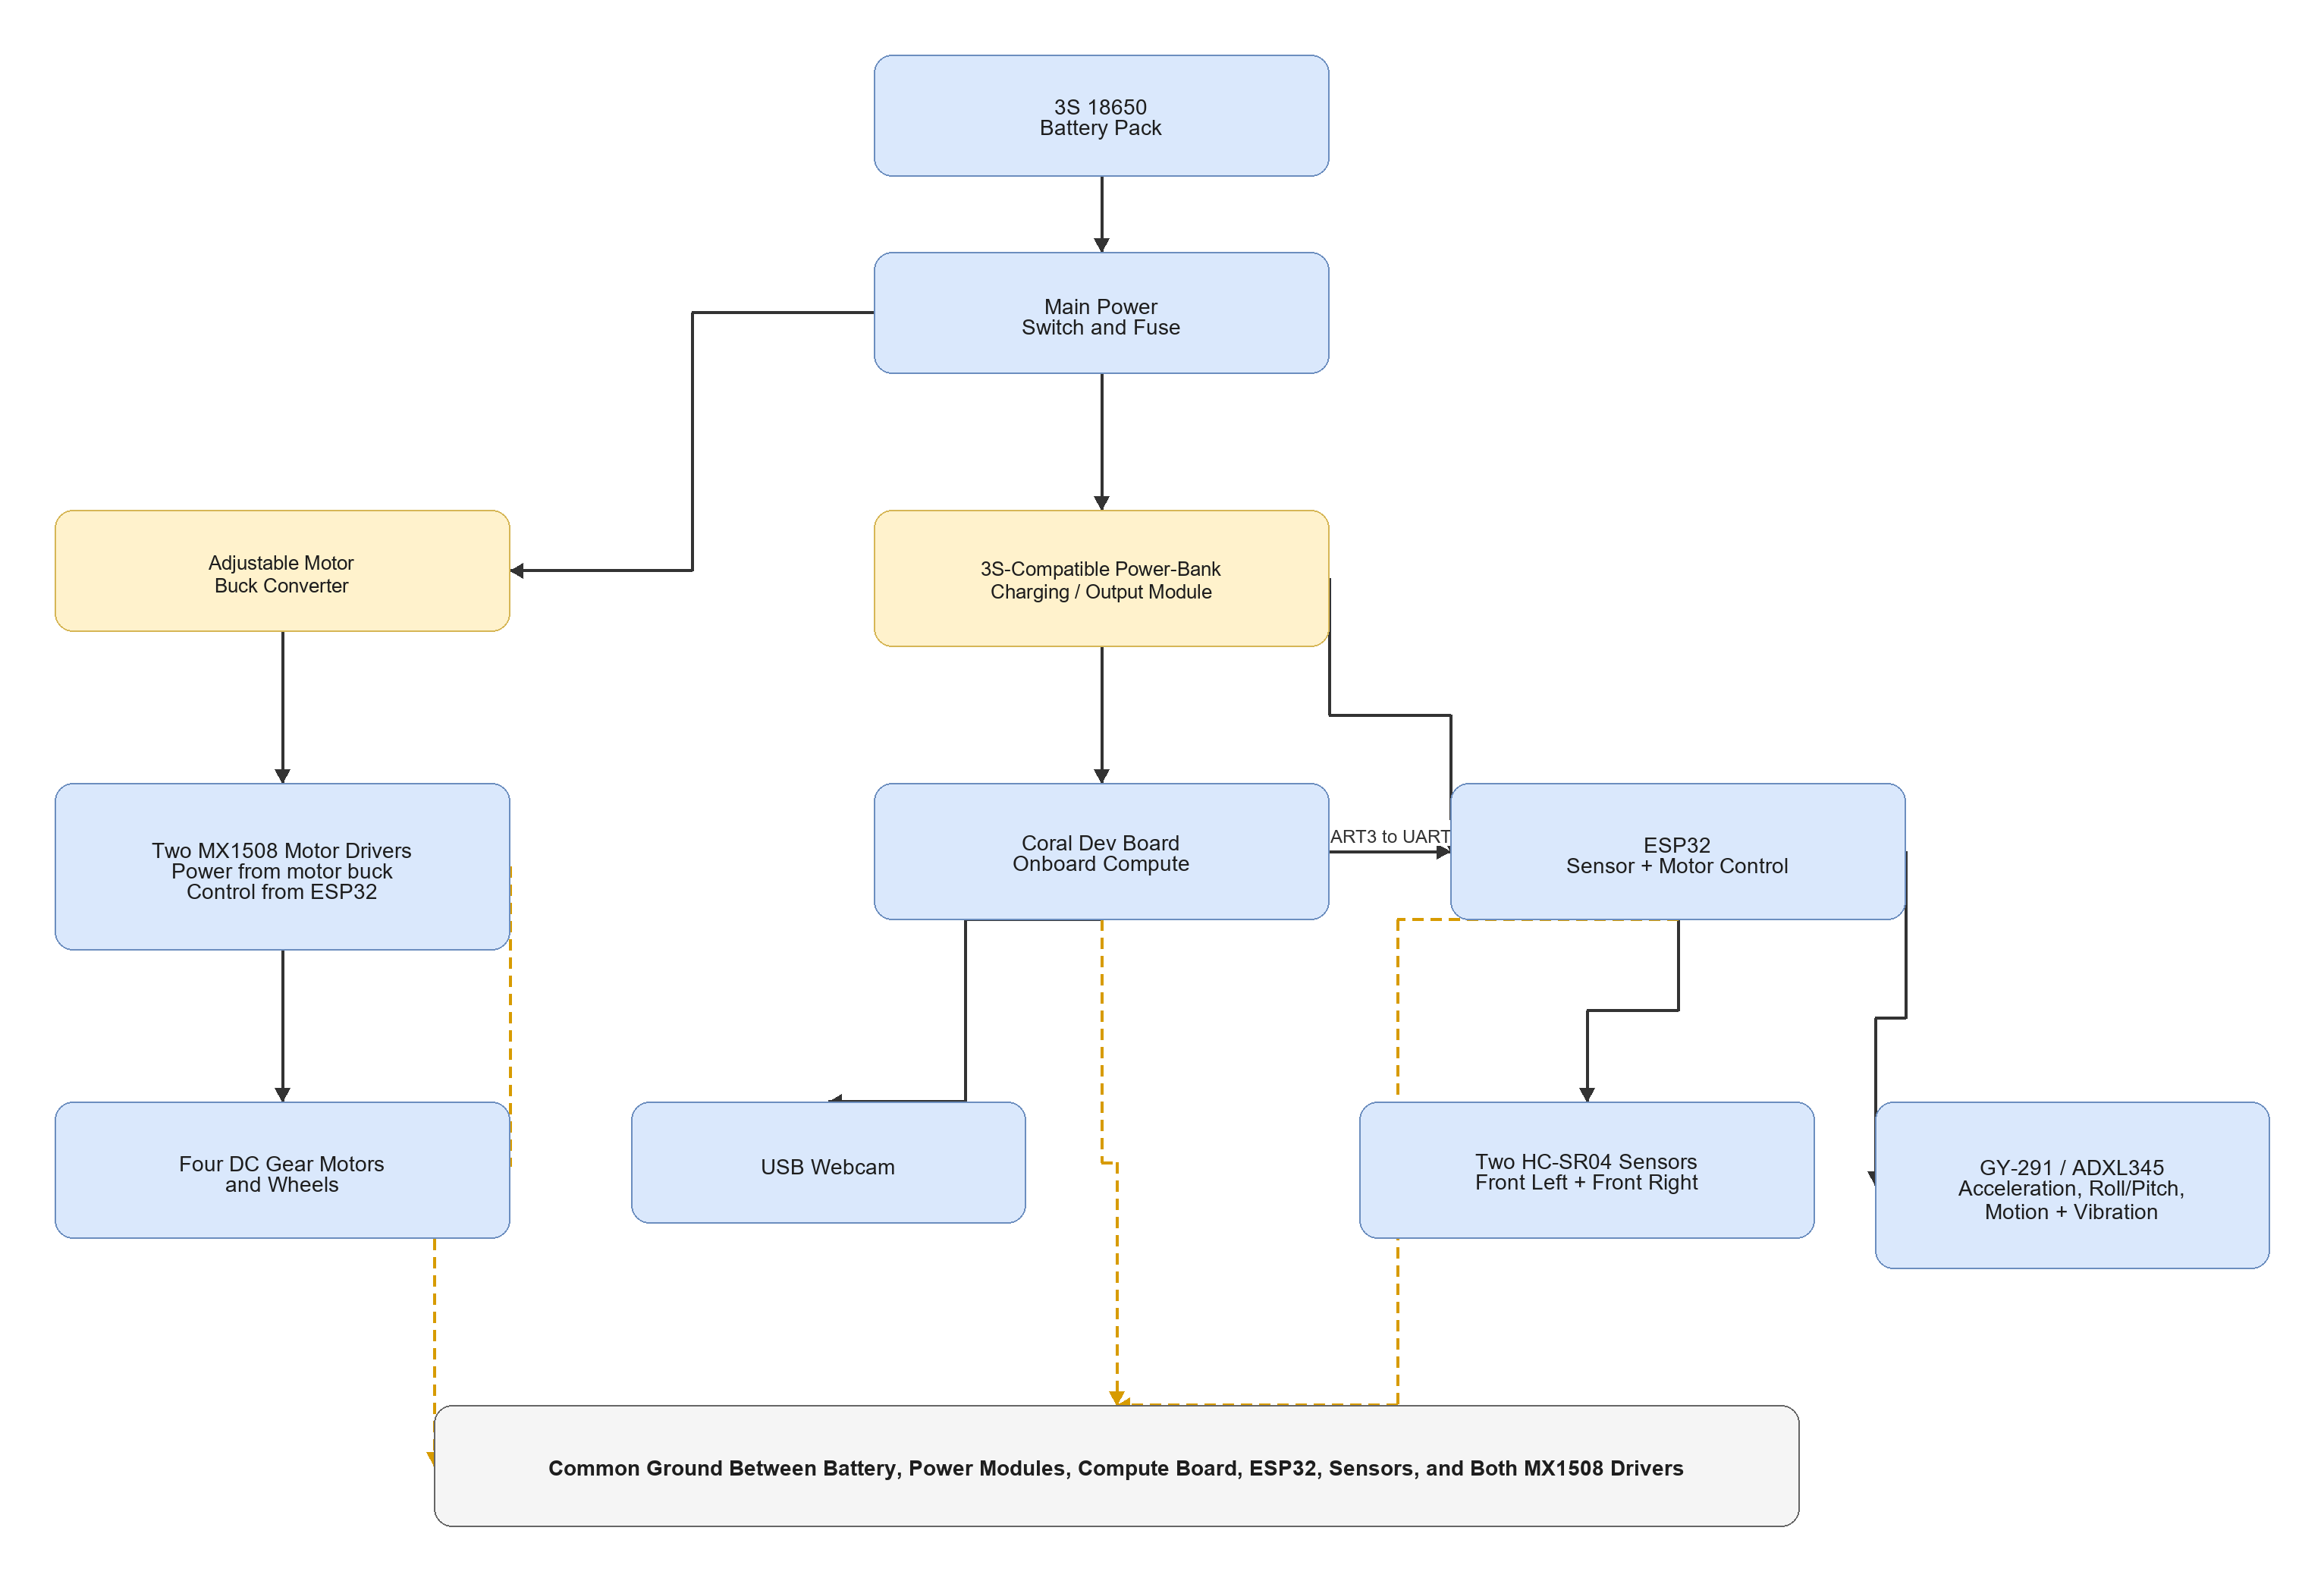 3S 18650
Battery Pack
Main Power
Switch and Fuse
Adjustable Motor
Buck Converter
3S-Compatible Power-Bank
Charging / Output Module
Two MX1508 Motor Drivers
Power from motor buck
Control from ESP32
Coral Dev Board
Onboard Compute
ART3 to UART
ESP32
Sensor + Motor Control
Four DC Gear Motors
and Wheels
USB Webcam
Two HC-SR04 Sensors
Front Left + Front Right
GY-291 / ADXL345
Acceleration, Roll/Pitch,
Motion + Vibration
Common Ground Between Battery, Power Modules, Compute Board, ESP32, Sensors, and Both MX1508 Drivers